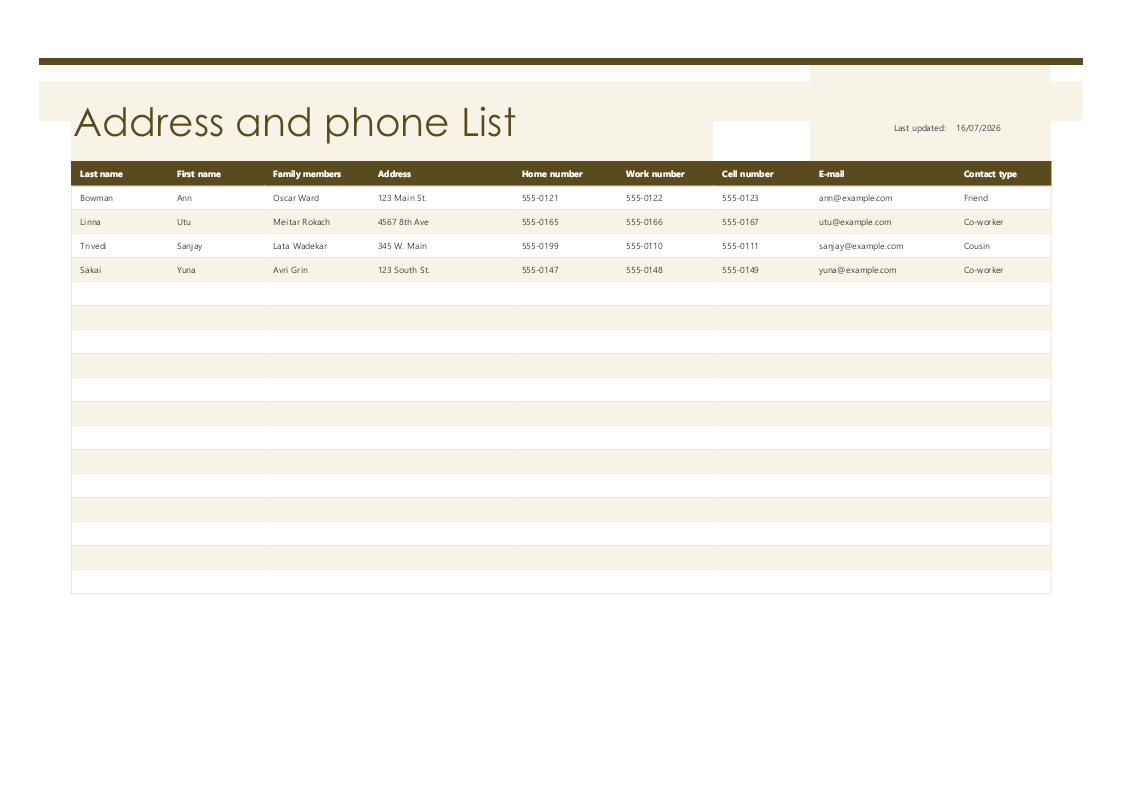 Address and phone List
Last updated: 16/07/2026
Last name First name Family members Address Home number Work number Cell number E-mail Contact type
Bowman Ann Oscar Ward 123 Main St. 555-0121 555-0122 555-0123 ann@example.com Friend
Linna Utu Meitar Rokach 4567 8th Ave 555-0165 555-0166 555-0167 utu@example.com Co-worker
Trivedi Sanjay Lata Wadekar 345 W. Main 555-0199 555-0110 555-0111 sanjay@example.com Cousin
Sakai Yuna Avri Grin 123 South St. 555-0147 555-0148 555-0149 yuna@example.com Co-worker